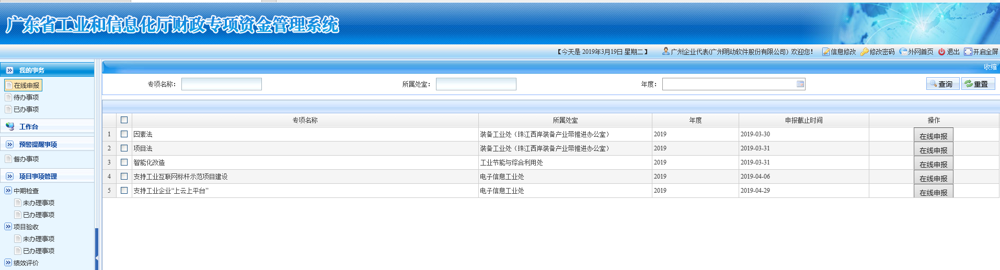 广东省工业和信息化厅财政专项资金管理系统
【今天是 2019年3月19日 星期二】 广州企业代表(广州明动软件股份有限公司) 欢迎您! 信息修改 修改密码 外网首页 退出 开启全屏
我的事务
在线申报
待办事项
已办事项
工作台
预警提醒事项
督办事项
项目事项管理
中期检查
未办理事项
已办理事项
项目验收
未办理事项
已办理事项
绩效评价
收缩
专项名称: 所属处室: 年度: 查询 重置
专项名称 所属处室 年度 申报截止时间 操作
1 因素法 装备工业处（珠江西岸装备产业带推进办公室） 2019 2019-03-30 在线申报
2 项目法 装备工业处（珠江西岸装备产业带推进办公室） 2019 2019-03-31 在线申报
3 智能化改造 工业节能与综合利用处 2019 2019-03-31 在线申报
4 支持工业互联网标杆示范项目建设 电子信息工业处 2019 2019-04-06 在线申报
5 支持工业企业“上云上平台” 电子信息工业处 2019 2019-04-29 在线申报